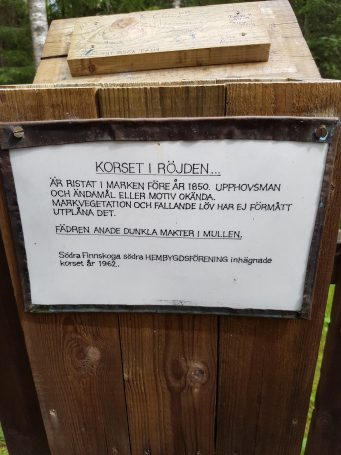 KORSET I RÖJDEN...
ÄR RISTAT I MARKEN FÖRE ÅR 1850. UPPHOVSMAN
OCH ÄNDAMÅL ELLER MOTIV OKÄNDA.
MARKVEGETATION OCH FALLANDE LÖV HAR EJ FÖRMÅTT
UTPLÅNA DET.
FÄDREN ANADE DUNKLA MAKTER I MULLEN.
Södra Finnskoga södra HEMBYGDSFÖRENING inhägnade
korset år 1962.